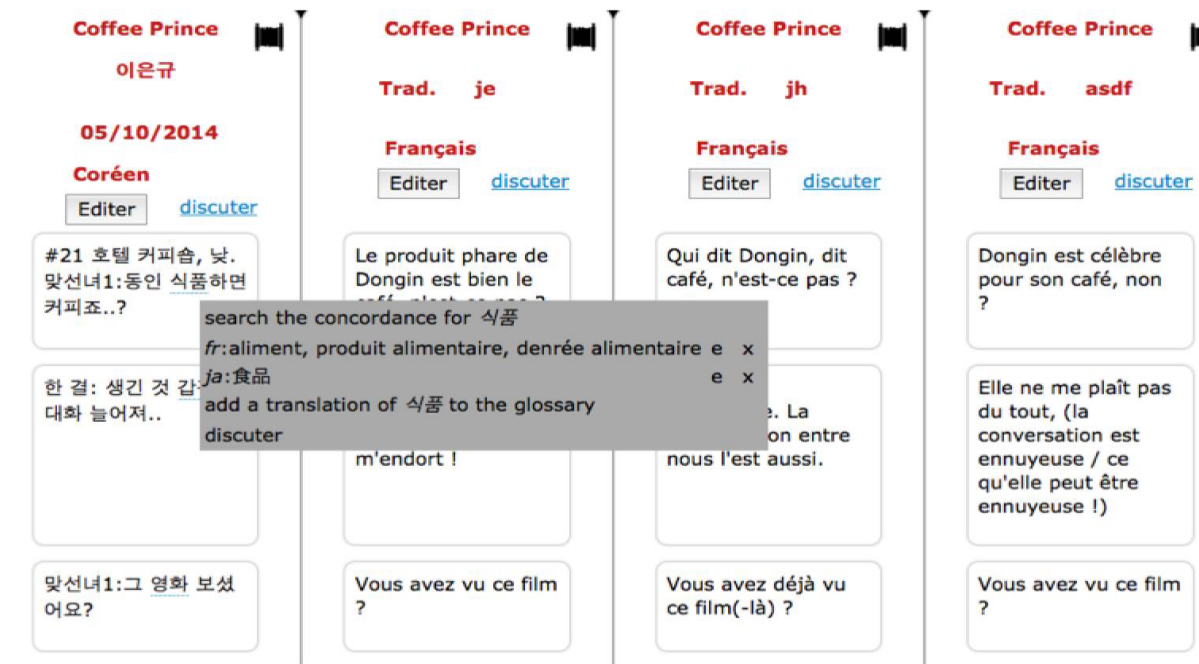 Coffee Prince
이은규
05/10/2014
Coréen
Editer discuter
#21 호텔 커피숍, 낮.
맞선녀1:동인 식품하면
커피죠..?
한 결: 생긴 것 갑
대화 늘어져..
맞선녀1:그 영화 보셨
어요?
Coffee Prince
Trad. je
Français
Editer discuter
Le produit phare de
Dongin est bien le
café, n'est-ce pas ?
m'endort !
Vous avez vu ce film
?
Coffee Prince
Trad. jh
Français
Editer discuter
Qui dit Dongin, dit
café, n'est-ce pas ?
. La
on entre
nous l'est aussi.
Vous avez déjà vu
ce film(-là) ?
Coffee Prince
Trad. asdf
Français
Editer discuter
Dongin est célèbre
pour son café, non
?
Elle ne me plaît pas
du tout, (la
conversation est
ennuyeuse / ce
qu'elle peut être
ennuyeuse !)
Vous avez vu ce film
?
search the concordance for 식품
fr:aliment, produit alimentaire, denrée alimentaire e x
ja:食品 e x
add a translation of 식품 to the glossary
discuter